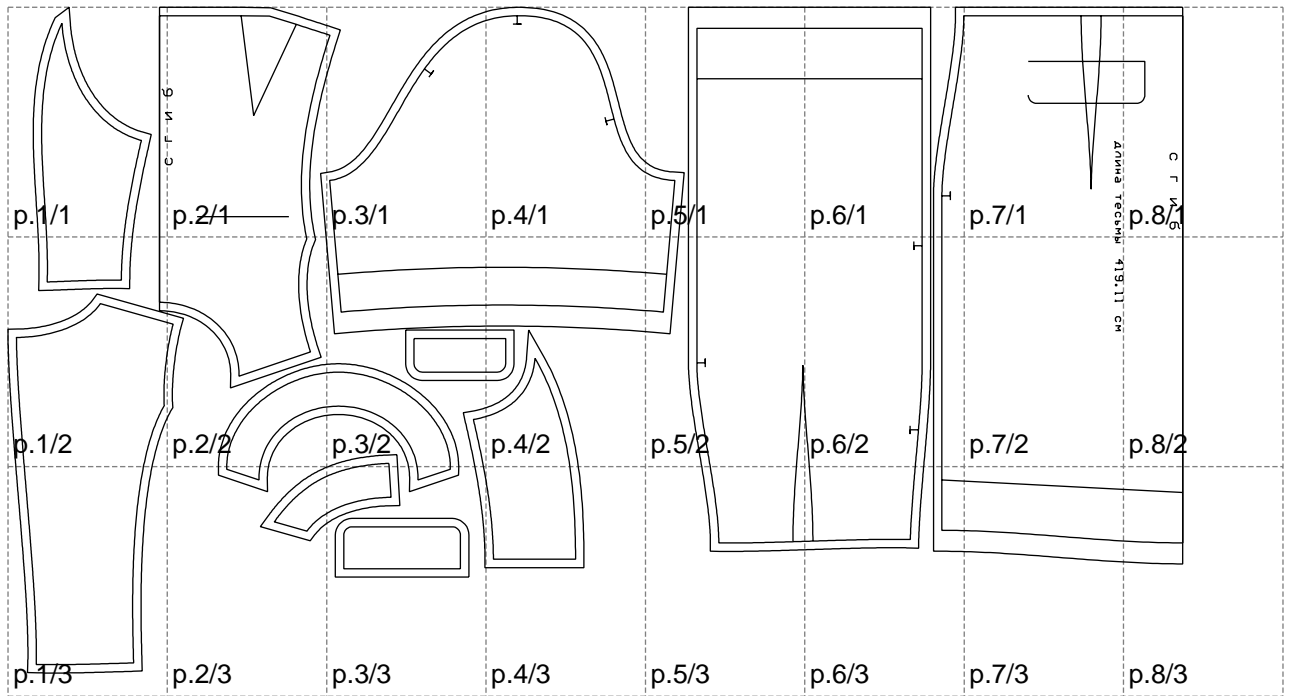 сгиб
p.1/1 p.2/1 p.3/1 p.4/1 p.5/1 p.6/1 p.7/1 p.8/1
длина тесьмы 419.11 см
сгиб
p.1/2 p.2/2 p.3/2 p.4/2 p.5/2 p.6/2 p.7/2 p.8/2
p.1/3 p.2/3 p.3/3 p.4/3 p.5/3 p.6/3 p.7/3 p.8/3